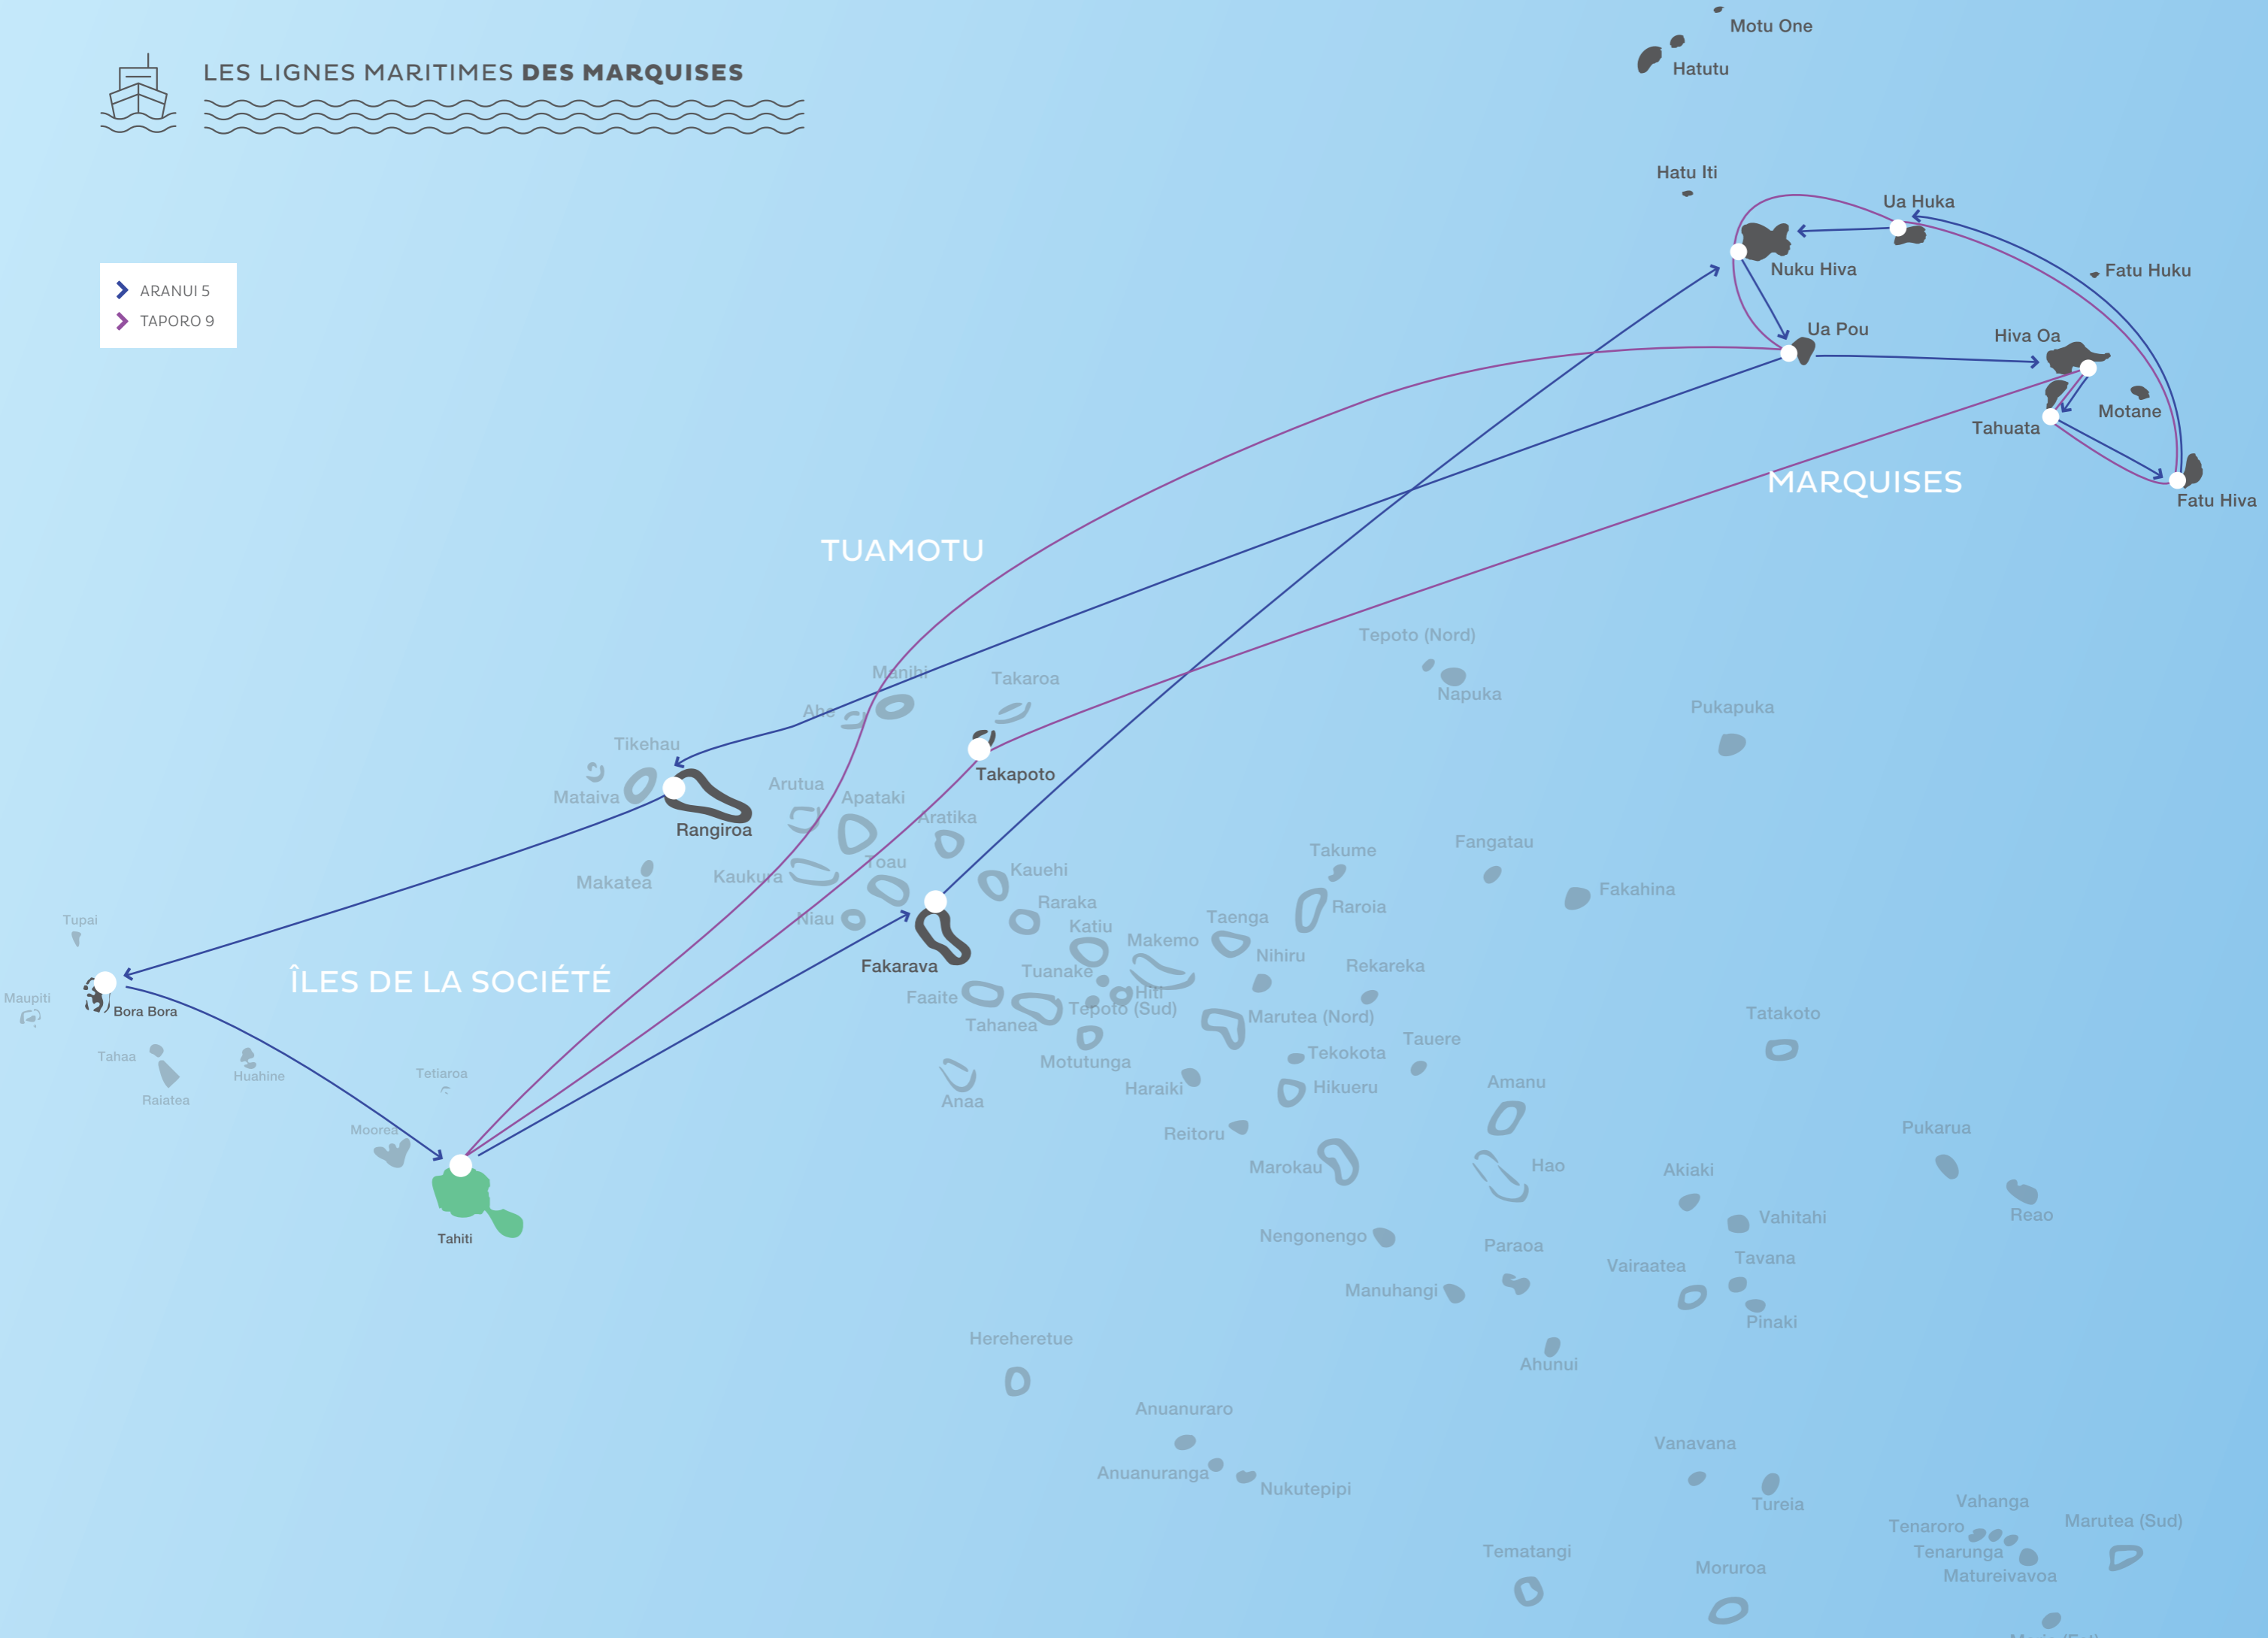 Motu One
Hatutu
LES LIGNES MARITIMES DES MARQUISES
Hatu Iti
Ua Huka
Nuku Hiva
Fatu Huku
ARANUI 5
TAPORO 9
Ua Pou
Hiva Oa
Motane
Tahuata
MARQUISES
Fatu Hiva
TUAMOTU
Tepoto (Nord)
Napuka
Manihi
Takaroa
Ahe
Pukapuka
Tikehau
Takapoto
Mataiva
Arutua
Apataki
Aratika
Rangiroa
Fangatau
Takume
Toau
Kauehi
Makatea
Kaukura
Fakahina
Raraka
Raroia
Tupai
Niau
Taenga
Katiu
Makemo
Nihiru
Fakarava
Rekareka
Tuanake
ÎLES DE LA SOCIÉTÉ
Hiti
Maupiti
Faaite
Bora Bora
Tepoto (Sud)
Tatakoto
Tahanea
Marutea (Nord)
Tauere
Tahaa
Tekokota
Motutunga
Huahine
Tetiaroa
Amanu
Haraiki
Hikueru
Raiatea
Anaa
Moorea
Reitoru
Pukarua
Marokau
Hao
Akiaki
Reao
Vahitahi
Tahiti
Nengonengo
Paraoa
Tavana
Vairaatea
Manuhangi
Pinaki
Hereheretue
Ahunui
Anuanuraro
Vanavana
Anuanuranga
Nukutepipi
Tureia
Vahanga
Marutea (Sud)
Tenaroro
Tenarunga
Tematangi
Moruroa
Matureivavoa